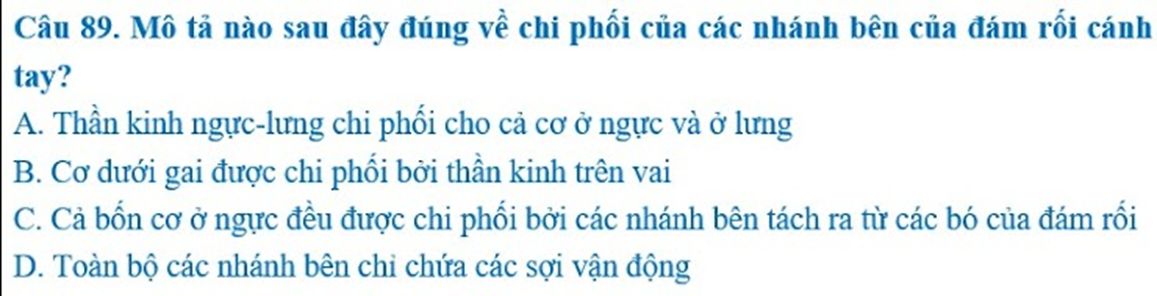 Câu 89. Mô tả nào sau đây đúng về chi phối của các nhánh bên của đám rối cánh
tay?
A. Thần kinh ngực-lưng chi phối cho cả cơ ở ngực và ở lưng
B. Cơ dưới gai được chi phối bởi thần kinh trên vai
C. Cả bốn cơ ở ngực đều được chi phối bởi các nhánh bên tách ra từ các bó của đám rối
D. Toàn bộ các nhánh bên chỉ chứa các sợi vận động